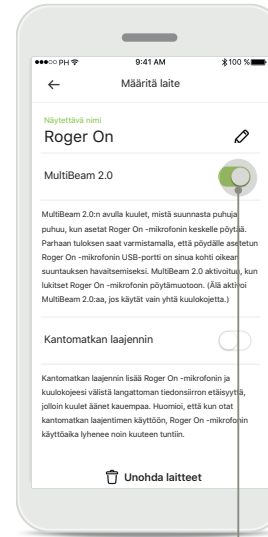 PH 9:41 AM 100 %
Määritä laite
Näytettävä nimi
Roger On
MultiBeam 2.0
MultiBeam 2.0:n avulla kuulet, mistä suunnasta puhuja
puhuu, kun asetat Roger On -mikrofonin keskelle pöytää.
Parhaan tuloksen saat varmistamalla, että pöydälle asetetun
Roger On -mikrofonin USB-portti on sinua kohti oikean
suuntauksen havaitsemiseksi. MultiBeam 2.0 aktivoituu, kun
lukitset Roger On -mikrofonin pöytämuotoon. (Älä aktivoi
MultiBeam 2.0:aa, jos käytät vain yhtä kuulokojetta.)
Kantomatkan laajennin
Kantomatkan laajennin lisää Roger On -mikrofonin ja
kuulokojeesi välistä langattoman tiedonsiirron etäisyyttä,
jolloin kuulet äänet kauempaa. Huomioi, että kun otat
kantomatkan laajentimen käyttöön, Roger On -mikrofonin
käyttöaika lyhenee noin kuuteen tuntiin.
Unohda laitteet